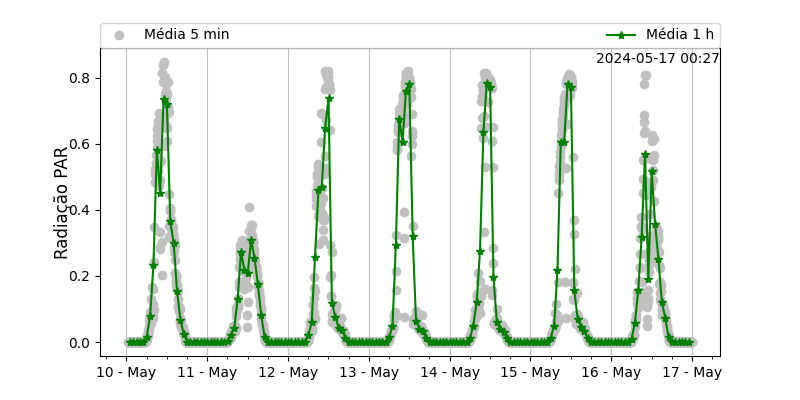 Média 5 min
Média 1 h
2024-05-17 00:27
Radiação PAR
0.8
0.6
0.4
0.2
0.0
10 - May
11 - May
12 - May
13 - May
14 - May
15 - May
16 - May
17 - May